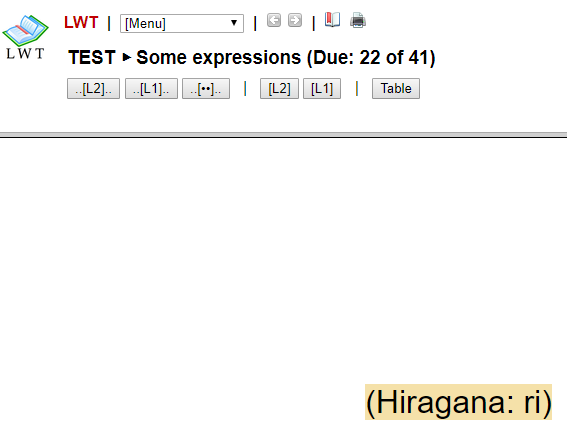 LWT | [Menu] | |
LWT
TEST ▸ Some expressions (Due: 22 of 41)
..[L2].. ..[L1].. ..[••].. | [L2] [L1] | Table
(Hiragana: ri)